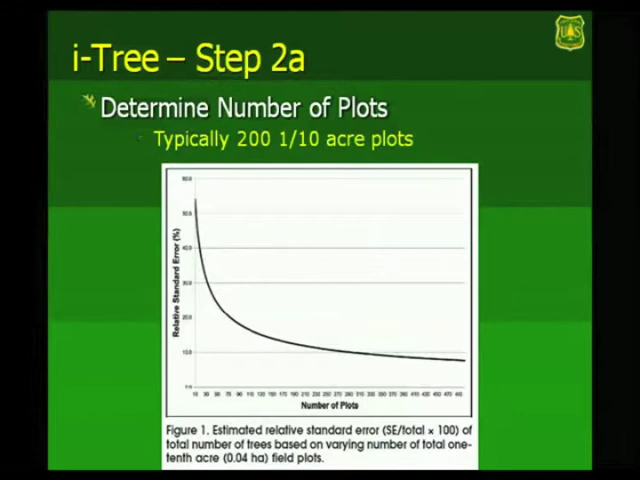 i-Tree – Step 2a
Determine Number of Plots
Typically 200 1/10 acre plots
Relative Standard Error (%)
Number of Plots
Figure 1. Estimated relative standard error (SE/total × 100) of
total number of trees based on varying number of total one-
tenth acre (0.04 ha) field plots.